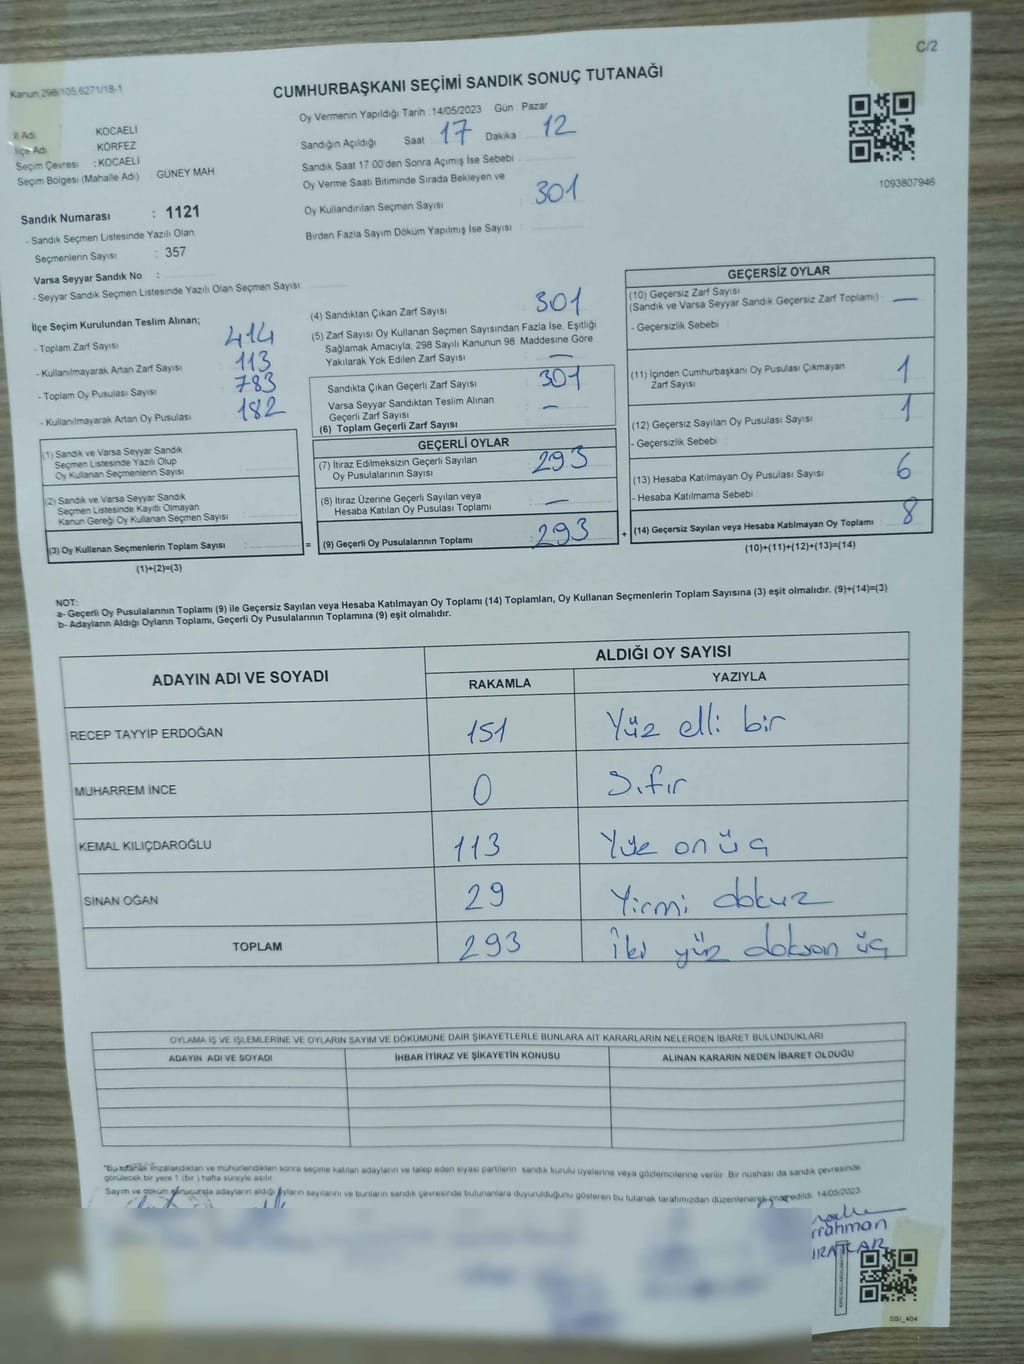 C/2
Kanun,298/105,6271/18-1
CUMHURBAŞKANI SEÇİMİ SANDIK SONUÇ TUTANAĞI
Oy Vermenin Yapıldığı Tarih :14/05/2023 Gün : Pazar
İl Adı KOCAELİ
İlçe Adı KÖRFEZ
Seçim Çevresi : KOCAELİ
Seçim Bölgesi (Mahalle Adı) GÜNEY MAH
Sandık Numarası : 1121
- Sandık Seçmen Listesinde Yazılı Olan
Seçmenlerin Sayısı : 357
Varsa Seyyar Sandık No :
- Seyyar Sandık Seçmen Listesinde Yazılı Olan Seçmen Sayısı
Sandığın Açıldığı Saat 17 Dakika 12
Sandık Saat 17:00'den Sonra Açımış İse Sebebi
Oy Verme Saati Bitiminde Sırada Bekleyen ve
Oy Kullandırılan Seçmen Sayısı : 301
Birden Fazla Sayım Döküm Yapılmış İse Sayısı :
1093807946
İlçe Seçim Kurulundan Teslim Alınan;
- Toplam Zarf Sayısı 414
- Kullanılmayarak Artan Zarf Sayısı 113
- Toplam Oy Pusulası Sayısı 783
- Kullanılmayarak Artan Oy Pusulası 182
(1) Sandık ve Varsa Seyyar Sandık
Seçmen Listesinde Yazılı Olup
Oy Kullanan Seçmenlerin Sayısı
(2) Sandık ve Varsa Seyyar Sandık
Seçmen Listesinde Kayıtlı Olmayan
Kanun Gereği Oy Kullanan Seçmen Sayısı :
(3) Oy Kullanan Seçmenlerin Toplam Sayısı :
(1)+(2)=(3)
(4) Sandıktan Çıkan Zarf Sayısı : 301
(5) Zarf Sayısı Oy Kullanan Seçmen Sayısından Fazla İse, Eşitliği
Sağlamak Amacıyla, 298 Sayılı Kanunun 98. Maddesine Göre
Yakılarak Yok Edilen Zarf Sayısı : —
Sandıkta Çıkan Geçerli Zarf Sayısı : 301
Varsa Seyyar Sandıktan Teslim Alınan
Geçerli Zarf Sayısı : —
(6) Toplam Geçerli Zarf Sayısı
GEÇERLİ OYLAR
(7) İtiraz Edilmeksizin Geçerli Sayılan
Oy Pusulalarının Sayısı : 293
(8) İtiraz Üzerine Geçerli Sayılan veya
Hesaba Katılan Oy Pusulası Toplamı : —
= (9) Geçerli Oy Pusulalarının Toplamı : 293
GEÇERSİZ OYLAR
(10) Geçersiz Zarf Sayısı
(Sandık ve Varsa Seyyar Sandık Geçersiz Zarf Toplamı) : —
- Geçersizlik Sebebi
(11) İçinden Cumhurbaşkanı Oy Pusulası Çıkmayan
Zarf Sayısı 1
(12) Geçersiz Sayılan Oy Pusulası Sayısı 1
- Geçersizlik Sebebi
(13) Hesaba Katılmayan Oy Pusulası Sayısı 6
- Hesaba Katılmama Sebebi
+ (14) Geçersiz Sayılan veya Hesaba Katılmayan Oy Toplamı 8
(10)+(11)+(12)+(13)=(14)
NOT:
a- Geçerli Oy Pusulalarının Toplamı (9) ile Geçersiz Sayılan veya Hesaba Katılmayan Oy Toplamı (14) Toplamları, Oy Kullanan Seçmenlerin Toplam Sayısına (3) eşit olmalıdır. (9)+(14)=(3)
b- Adayların Aldığı Oyların Toplamı, Geçerli Oy Pusulalarının Toplamına (9) eşit olmalıdır.
ADAYIN ADI VE SOYADI ALDIĞI OY SAYISI
RAKAMLA YAZIYLA
RECEP TAYYİP ERDOĞAN 151 Yüz elli bir
MUHARREM İNCE 0 Sıfır
KEMAL KILIÇDAROĞLU 113 Yüz on üç
SİNAN OĞAN 29 Yirmi dokuz
TOPLAM 293 İki yüz doksan üç
OYLAMA İŞ VE İŞLEMLERİNE VE OYLARIN SAYIM VE DÖKÜMÜNE DAİR ŞİKAYETLERLE BUNLARA AİT KARARLARIN NELERDEN İBARET BULUNDUKLARI
ADAYIN ADI VE SOYADI İHBAR İTİRAZ VE ŞİKAYETİN KONUSU ALINAN KARARIN NEDEN İBARET OLDUĞU
*Bu tutanak imzalandıktan ve mühürlendikten sonra seçime katılan adayların ve talep eden siyasi partilerin sandık kurulu üyelerine veya gözlemcilerine verilir. Bir nüshası da sandık çevresinde
görülecek bir yere 1 (bir) hafta süreyle asılır.
Sayım ve döküm sonucunda adayların aldığı oyların sayılarını ve bunların sandık çevresinde bulunanlara duyurulduğunu gösteren bu tutanak tarafımızdan düzenlenerek imza edildi. 14/05/2023
rrahman
SSI_404